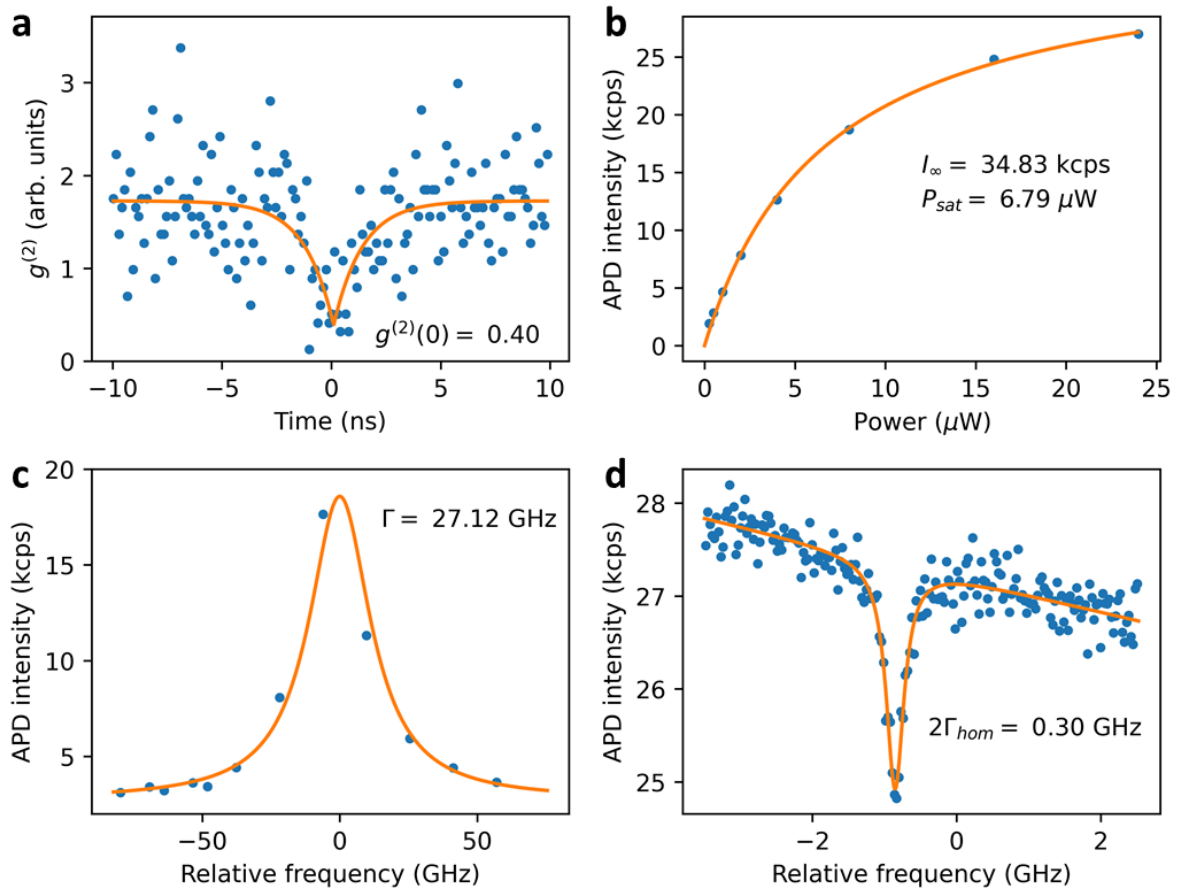 a
3
2
1
0
g⁽²⁾ (arb. units)
g⁽²⁾(0) = 0.40
−10
−5
0
5
10
Time (ns)
b
25
20
15
10
5
0
APD intensity (kcps)
I∞ = 34.83 kcps
Psat = 6.79 μW
0
5
10
15
20
25
Power (μW)
c
20
15
10
5
APD intensity (kcps)
Γ = 27.12 GHz
−50
0
50
Relative frequency (GHz)
d
28
27
26
25
APD intensity (kcps)
2Γhom = 0.30 GHz
−2
0
2
Relative frequency (GHz)